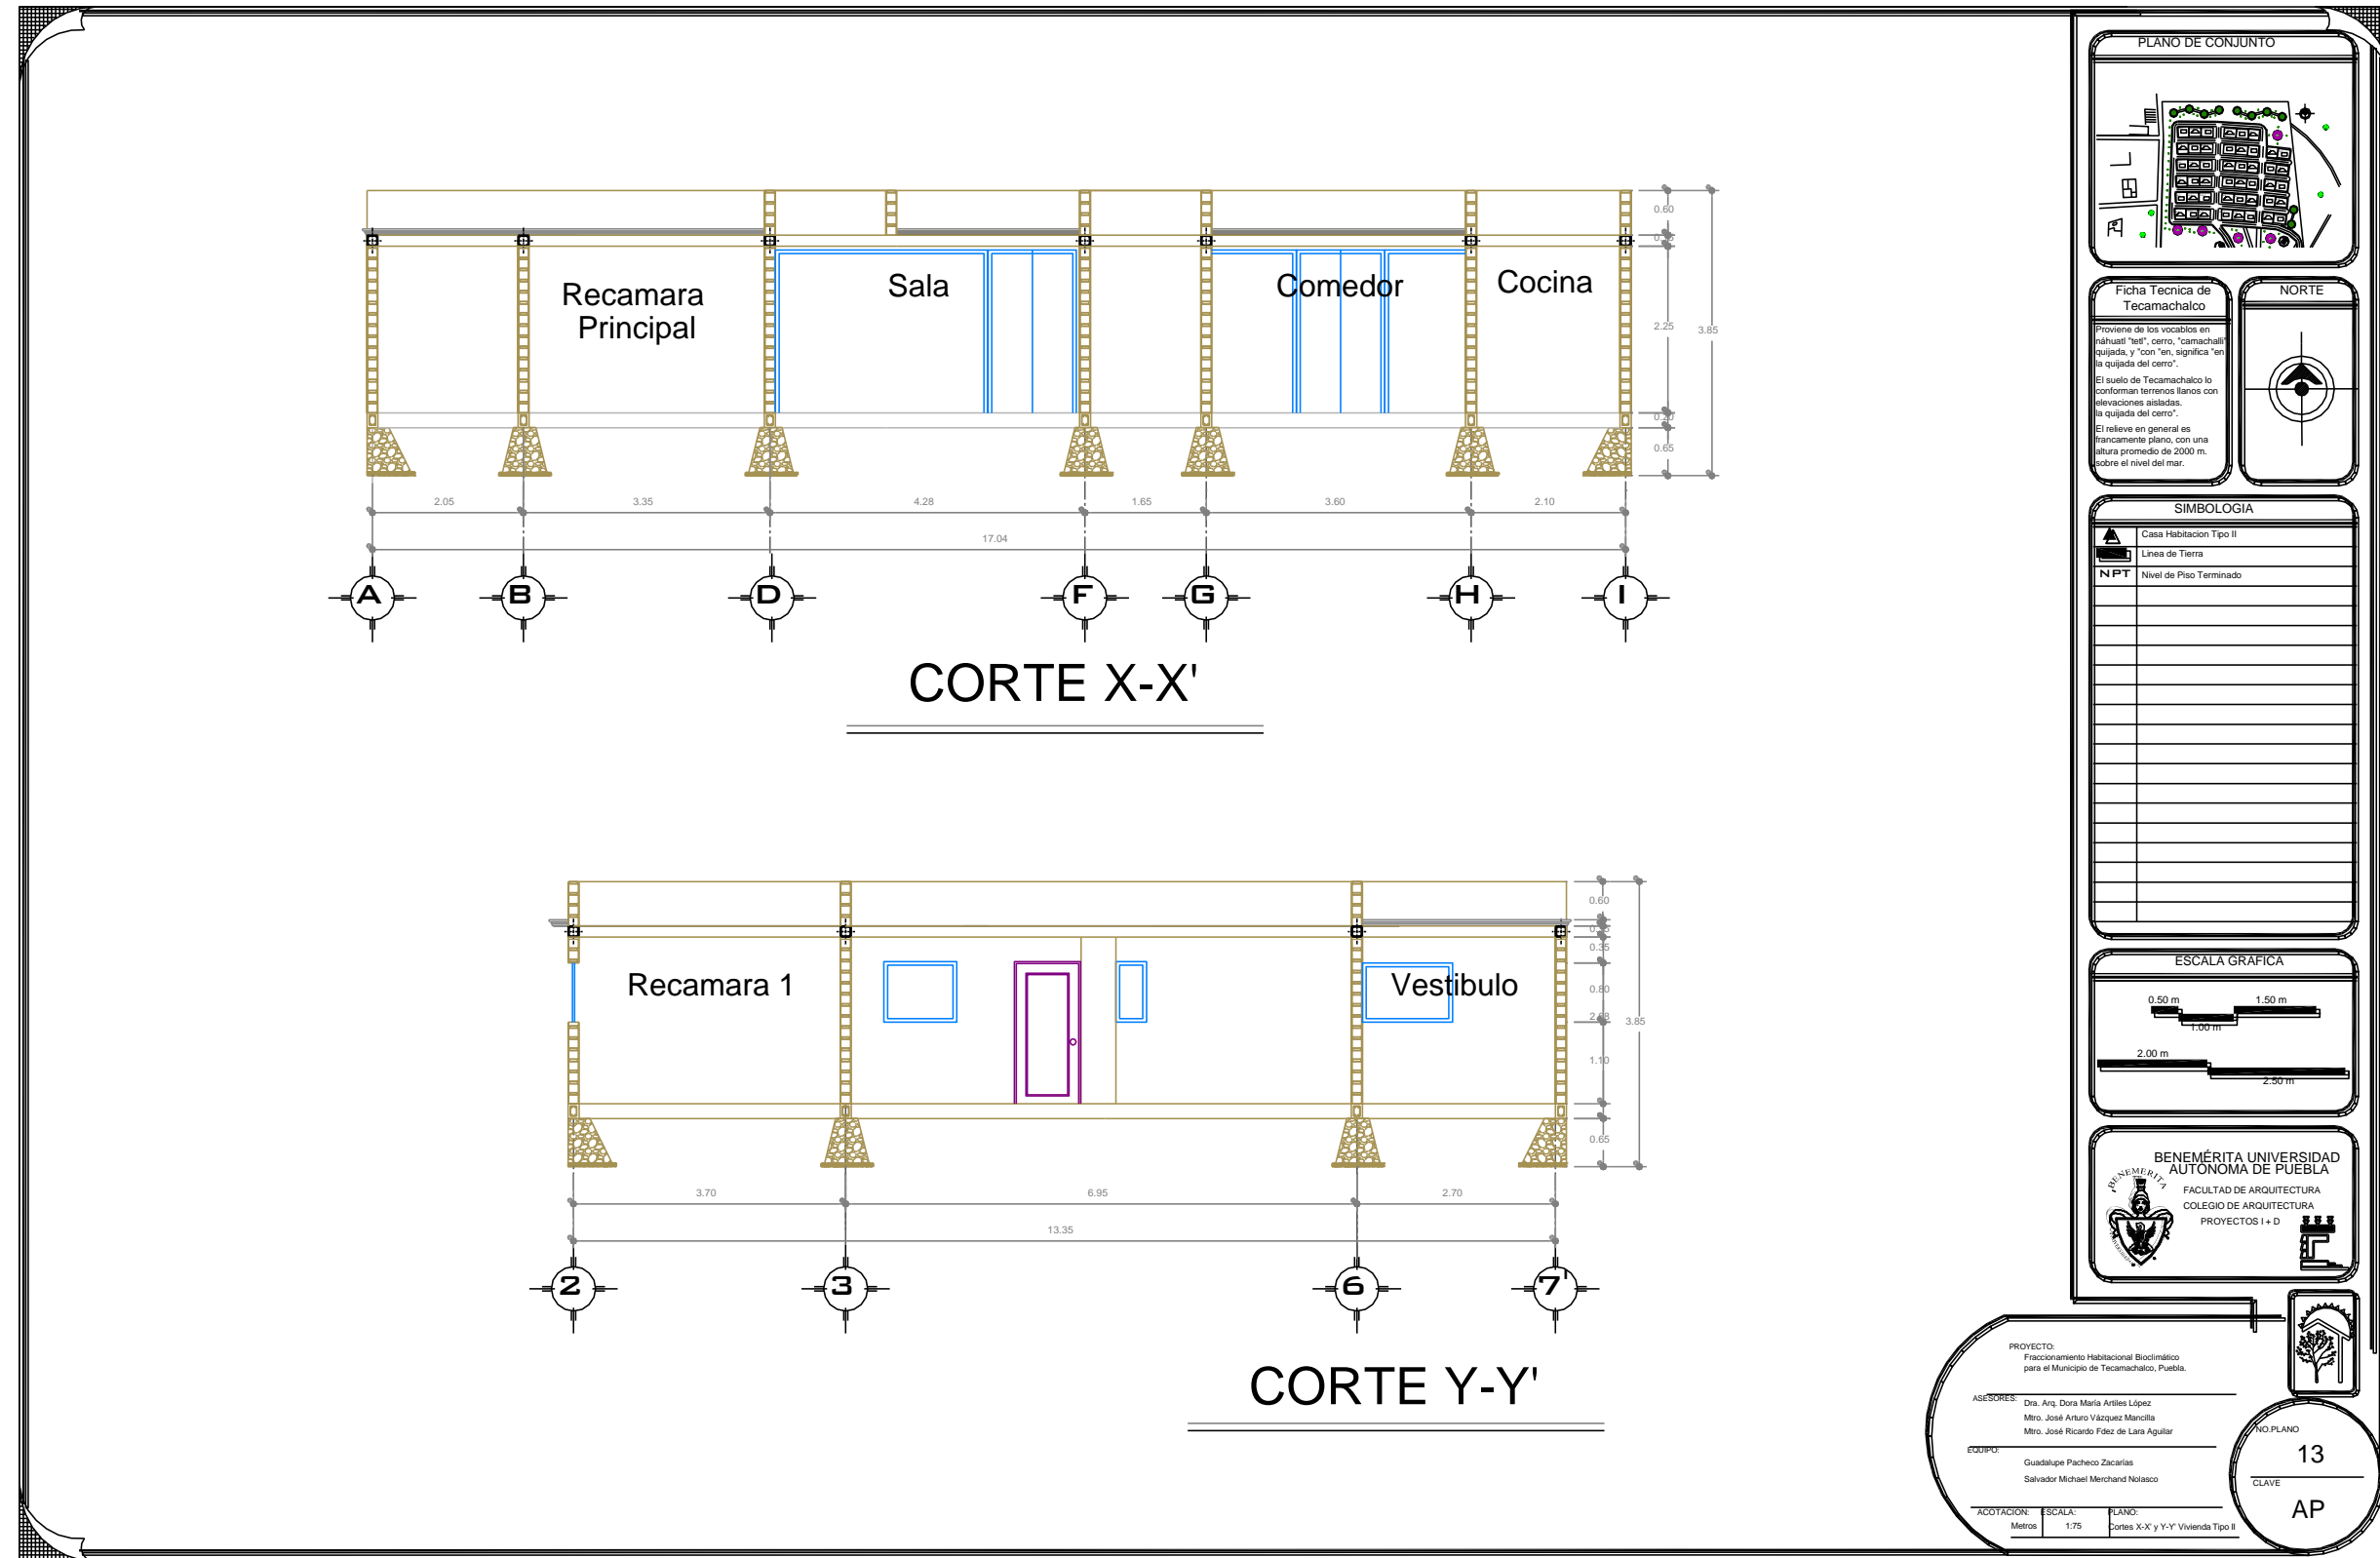 Recamara
Principal
Sala
Comedor
Cocina
0.60
2.25
3.85
0.20
0.65
2.05
3.35
4.28
1.65
3.60
2.10
17.04
A
B
D
F
G
H
I
CORTE X-X'
Recamara 1
Vestibulo
0.60
0.35
0.80
3.85
1.10
0.65
3.70
6.95
2.70
13.35
2
3
6
7'
CORTE Y-Y'
PLANO DE CONJUNTO
Ficha Tecnica de
Tecamachalco
Proviene de los vocablos en
náhuatl "tetl", cerro, "camachalli"
quijada, y "con "en, significa "en
la quijada del cerro".
El suelo de Tecamachalco lo
conforman terrenos llanos con
elevaciones aisladas.
la quijada del cerro".
El relieve en general es
francamente plano, con una
altura promedio de 2000 m.
sobre el nivel del mar.
NORTE
SIMBOLOGIA
Casa Habitacion Tipo II
Linea de Tierra
NPT Nivel de Piso Terminado
ESCALA GRAFICA
0.50 m
1.50 m
1.00 m
2.00 m
2.50 m
BENEMÉRITA UNIVERSIDAD
AUTÓNOMA DE PUEBLA
BENEMERITA
FACULTAD DE ARQUITECTURA
COLEGIO DE ARQUITECTURA
PROYECTOS I + D
PROYECTO:
Fraccionamiento Habitacional Bioclimático
para el Municipio de Tecamachalco, Puebla.
ASESORES:
Dra. Arq. Dora María Artiles López
Mtro. José Arturo Vázquez Mancilla
Mtro. José Ricardo Fdez de Lara Aguilar
EQUIPO:
Guadalupe Pacheco Zacarías
Salvador Michael Merchand Nolasco
ACOTACION: ESCALA: PLANO:
Metros 1:75 Cortes X-X' y Y-Y' Vivienda Tipo II
NO.PLANO
13
CLAVE
AP